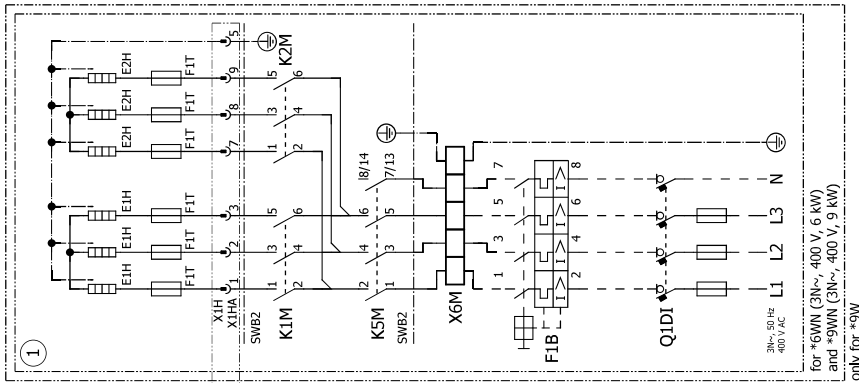 1
E1H E1H E1H E2H E2H E2H
F1T F1T F1T F1T F1T F1T
X1H
X1HA
1 2 3 7 8 9 5
SWB2
K1M
1 3 5
2 4 6
K2M
1 3 5
2 4 6
K5M
2 4 6 I8/14
1 3 5 7/13
SWB2
X6M
1 3 5 7
F1B
I> I> I> I>
2 4 6 8
Q1DI
3N~, 50 Hz
400 V AC
L1 L2 L3 N
for *6WN (3N~, 400 V, 6 kW)
and *9WN (3N~, 400 V, 9 kW)
only for *9W